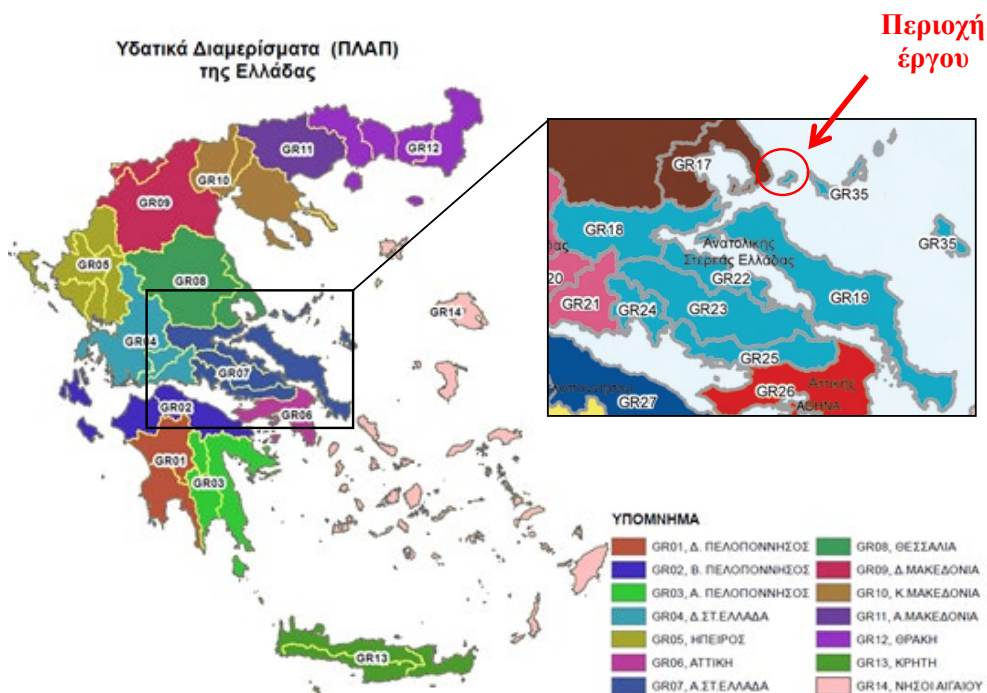 Υδατικά Διαμερίσματα (ΠΛΑΠ)
της Ελλάδας
Περιοχή
έργου
GR11
GR12
GR10
GR09
GR05
GR08
GR14
GR04
GR07
GR02
GR06
GR01
GR03
GR13
GR17
GR35
GR18
Ανατολικής
Στερεάς Ελλάδας
GR35
20
GR22
GR19
GR21
GR24
GR23
GR25
Αττικής
GR26
ΑΘΗΝΑ
GR27
ΥΠΟΜΝΗΜΑ
GR01, Δ. ΠΕΛΟΠΟΝΝΗΣΟΣ
GR02, Β. ΠΕΛΟΠΟΝΝΗΣΟΣ
GR03, Α. ΠΕΛΟΠΟΝΝΗΣΟΣ
GR04, Δ.ΣΤ.ΕΛΛΑΔΑ
GR05, ΗΠΕΙΡΟΣ
GR06, ΑΤΤΙΚΗ
GR07, Α.ΣΤ.ΕΛΛΑΔΑ
GR08, ΘΕΣΣΑΛΙΑ
GR09, Δ.ΜΑΚΕΔΟΝΙΑ
GR10, Κ.ΜΑΚΕΔΟΝΙΑ
GR11, Α.ΜΑΚΕΔΟΝΙΑ
GR12, ΘΡΑΚΗ
GR13, ΚΡΗΤΗ
GR14, ΝΗΣΟΙ ΑΙΓΑΙΟΥ